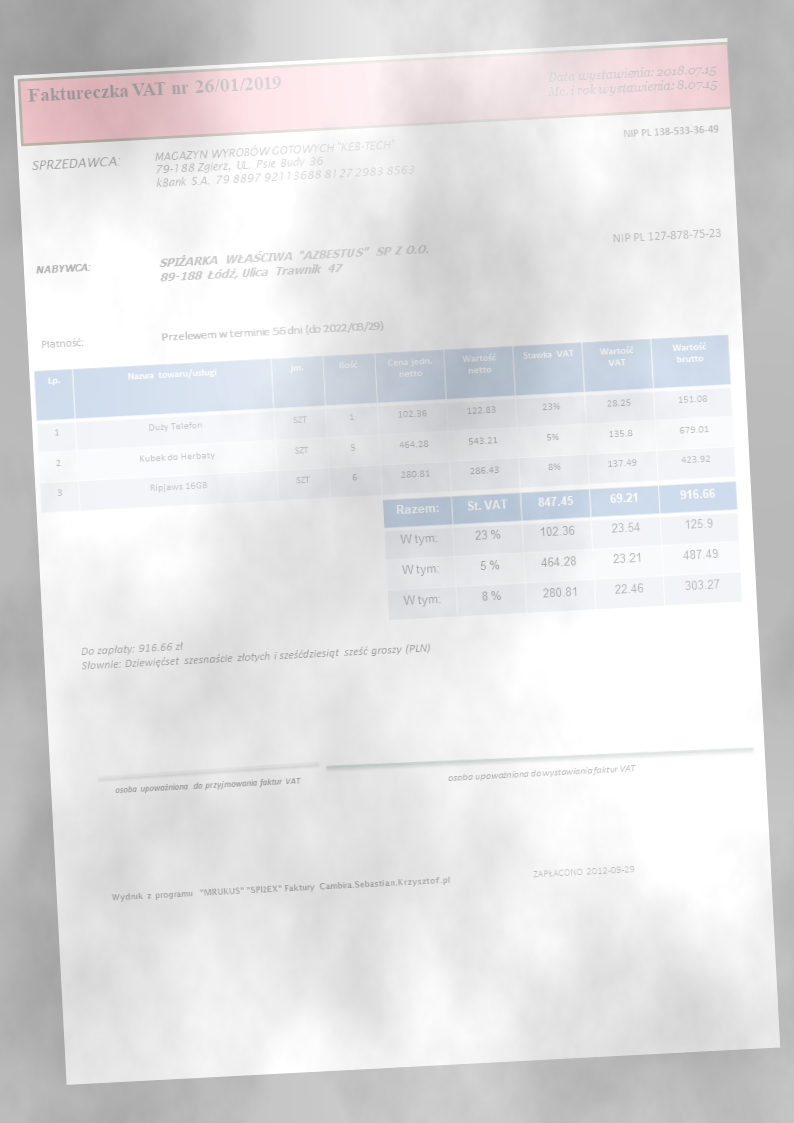 Faktureczka VAT nr 26/01/2019
Data wystawienia: 2018.07.15
Mc. i rok wystawienia: 8.07.15
SPRZEDAWCA:
MAGAZYN WYROBÓW GOTOWYCH "KEB-TECH"
79-188 Zgierz, UL. Psie Budy 36
kBank S.A. 79 8897 92113688 8127 2983 8563
NIP PL 138-533-36-49
NABYWCA:
SPIŻARKA WŁAŚCIWA "AZBESTUS" SP Z O.O.
89-188 Łódź, Ulica Trawnik 47
NIP PL 127-878-75-23
Płatność:
Przelewem w terminie 56 dni (do 2022/03/29)
Lp. Nazwa towaru/usługi jm. Ilość Cena jedn. netto Wartość netto Stawka VAT Wartość VAT Wartość brutto
1 Duży Telefon SZT 1 102.36 122.83 23% 28.25 151.08
2 Kubek do Herbaty SZT 5 464.28 543.21 5% 135.8 679.01
3 Ripjaws 16GB SZT 6 280.81 286.43 8% 137.49 423.92
Razem: St. VAT 847.45 69.21 916.66
W tym: 23 % 102.36 23.54 125.9
W tym: 5 % 464.28 23.21 487.49
W tym: 8 % 280.81 22.46 303.27
Do zapłaty: 916.66 zł
Słownie: Dziewięćset szesnaście złotych i sześćdziesiąt sześć groszy (PLN)
osoba upoważniona do przyjmowania faktur VAT
osoba upoważniona do wystawiania faktur VAT
Wydruk z programu "MRUKUS" "SPIżEX" Faktury Cambira.Sebastian.Krzysztof.pl
ZAPŁACONO 2012-09-29